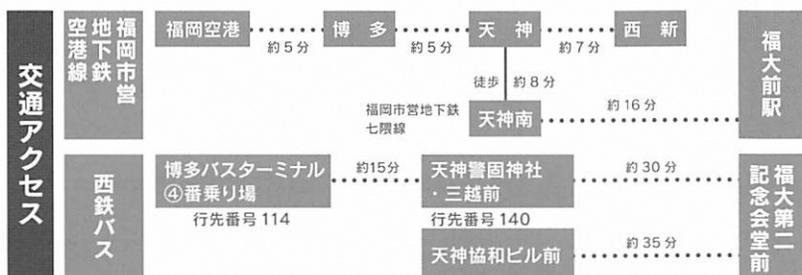 交通アクセス
福岡市営
地下鉄
空港線
福岡空港
約5分
博多
約5分
天神
約7分
西新
徒歩 約8分
福岡市営地下鉄
七隈線
天神南
約16分
福大前駅
西鉄バス
博多バスターミナル
④番乗り場
行先番号114
約15分
天神警固神社
・三越前
行先番号140
約30分
天神協和ビル前
約35分
福大第二
記念会堂前